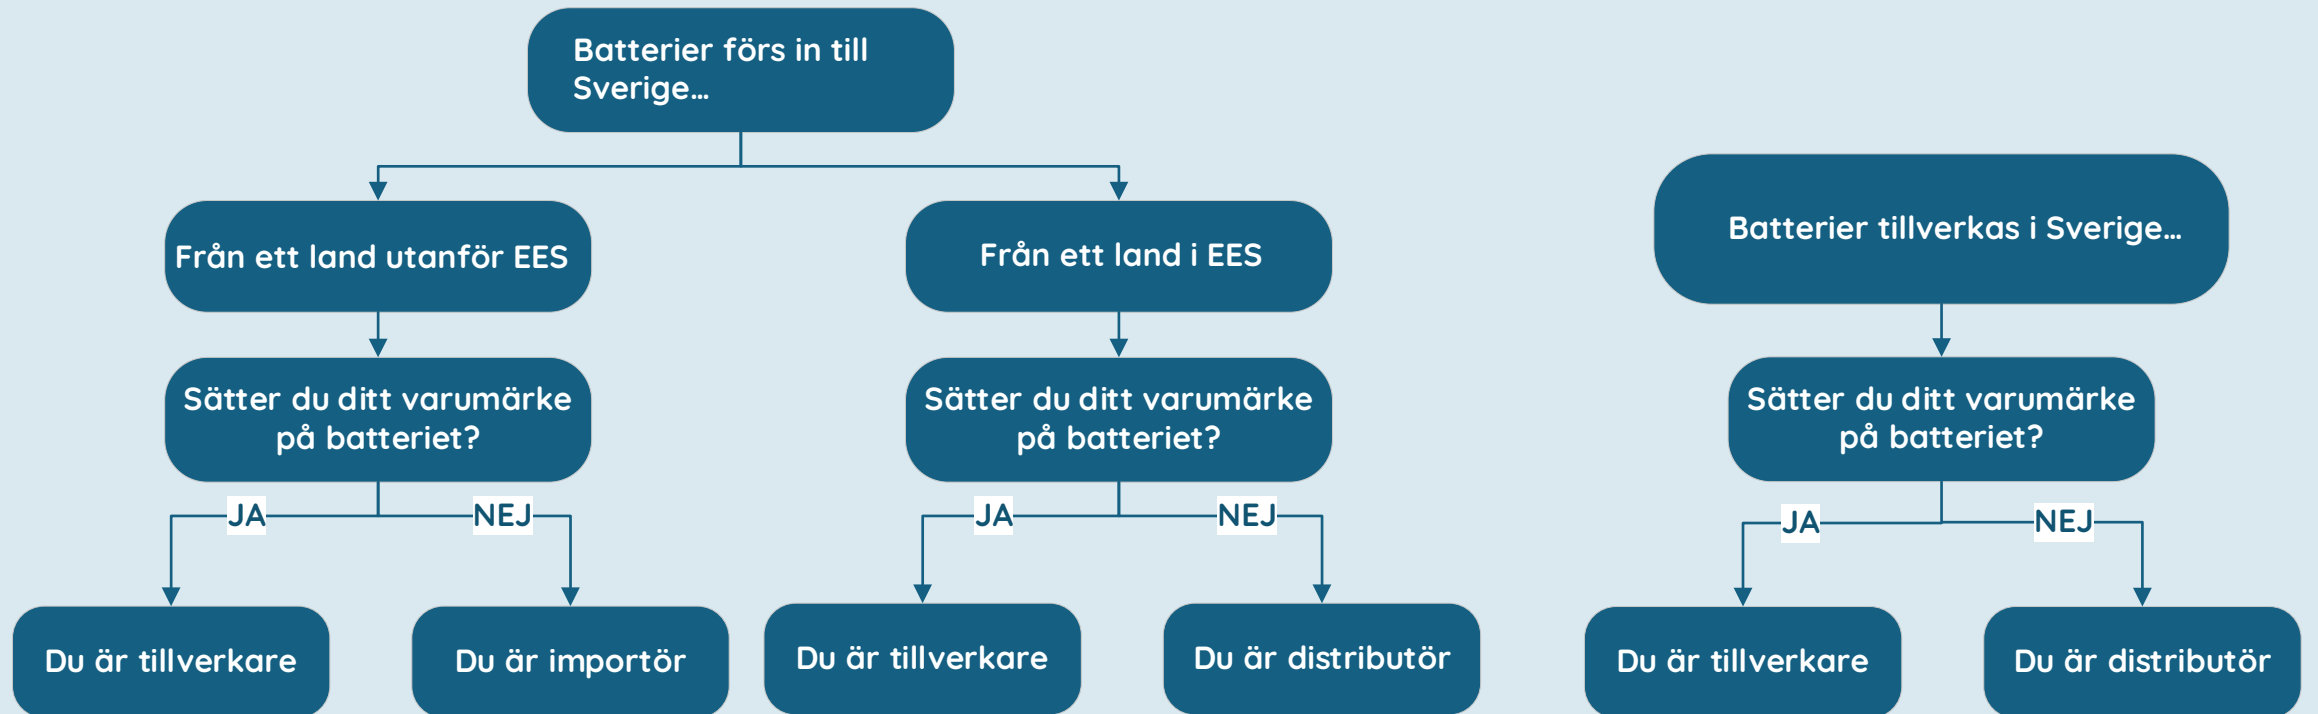 Batterier förs in till
Sverige...
Från ett land utanför EES
Från ett land i EES
Batterier tillverkas i Sverige...
Sätter du ditt varumärke
på batteriet?
Sätter du ditt varumärke
på batteriet?
Sätter du ditt varumärke
på batteriet?
JA
NEJ
JA
NEJ
JA
NEJ
Du är tillverkare
Du är importör
Du är tillverkare
Du är distributör
Du är tillverkare
Du är distributör